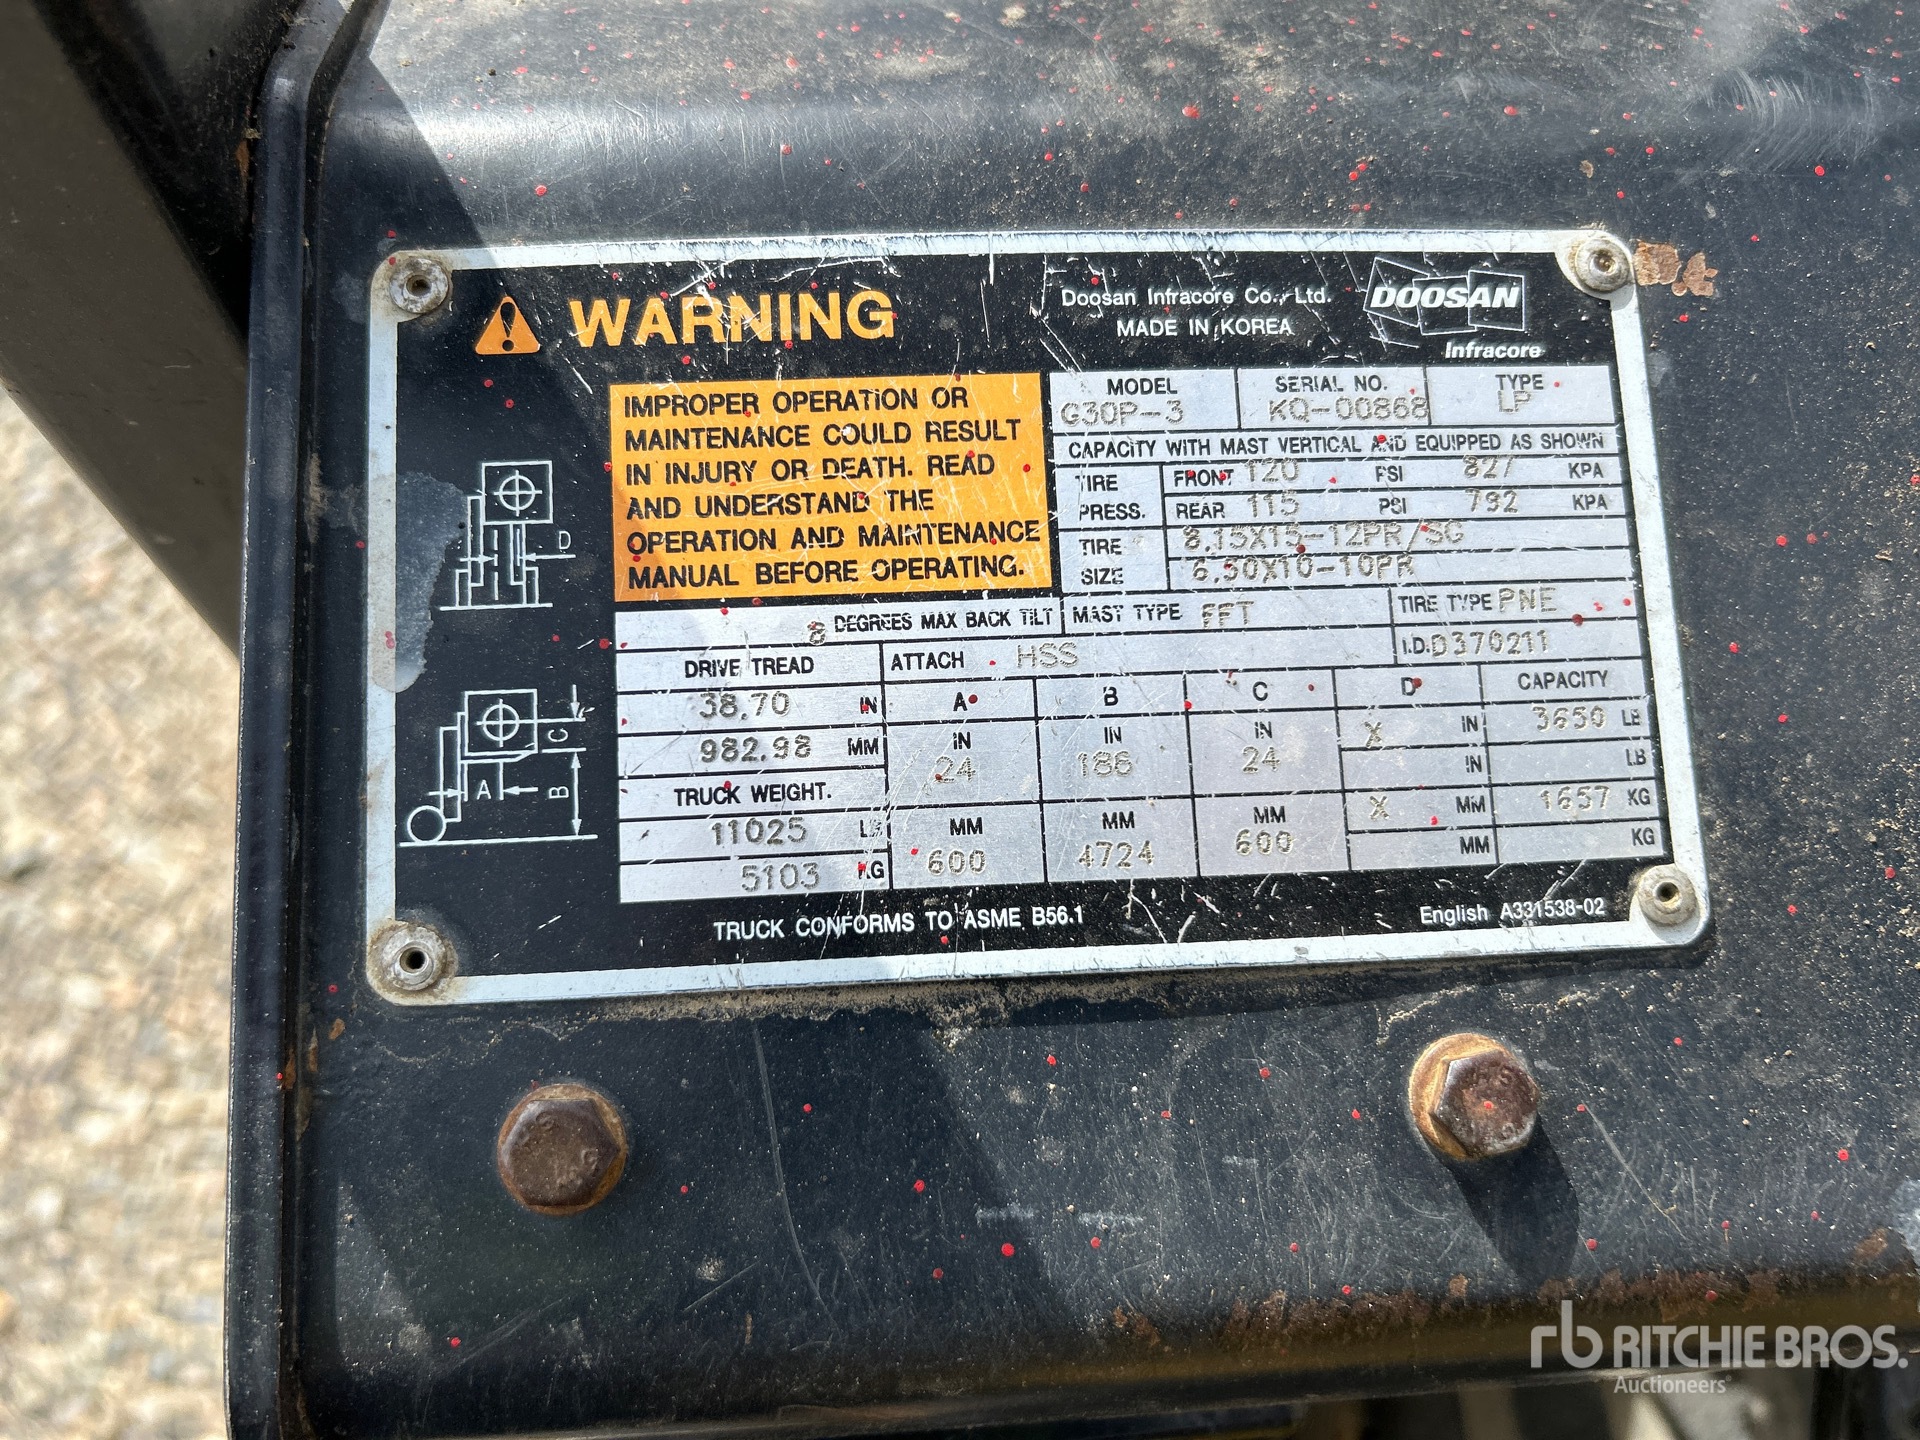 WARNING
Doosan Infracore Co., Ltd.
MADE IN KOREA
DOOSAN
Infracore
IMPROPER OPERATION OR
MAINTENANCE COULD RESULT
IN INJURY OR DEATH. READ
AND UNDERSTAND THE
OPERATION AND MAINTENANCE
MANUAL BEFORE OPERATING.
MODEL SERIAL NO. TYPE
G30P-3 KQ-00868 LP
CAPACITY WITH MAST VERTICAL AND EQUIPPED AS SHOWN
TIRE PRESS. FRONT 120 PSI 827 KPA
REAR 115 PSI 792 KPA
TIRE SIZE 8.15X15-12PR/SG
6.50X10-10PR
8 DEGREES MAX BACK TILT MAST TYPE FFT TIRE TYPE PNE
DRIVE TREAD ATTACH HSS I.D. D370211
38.70 IN A B C D CAPACITY
982.98 MM IN 24 IN 186 IN 24 X IN 3650 LB
IN LB
TRUCK WEIGHT.
11025 LB MM 600 MM 4724 MM 600 X MM 1657 KG
5103 KG MM KG
D
C
A
B
TRUCK CONFORMS TO ASME B56.1
English A331538-02
rb RITCHIE BROS.
Auctioneers